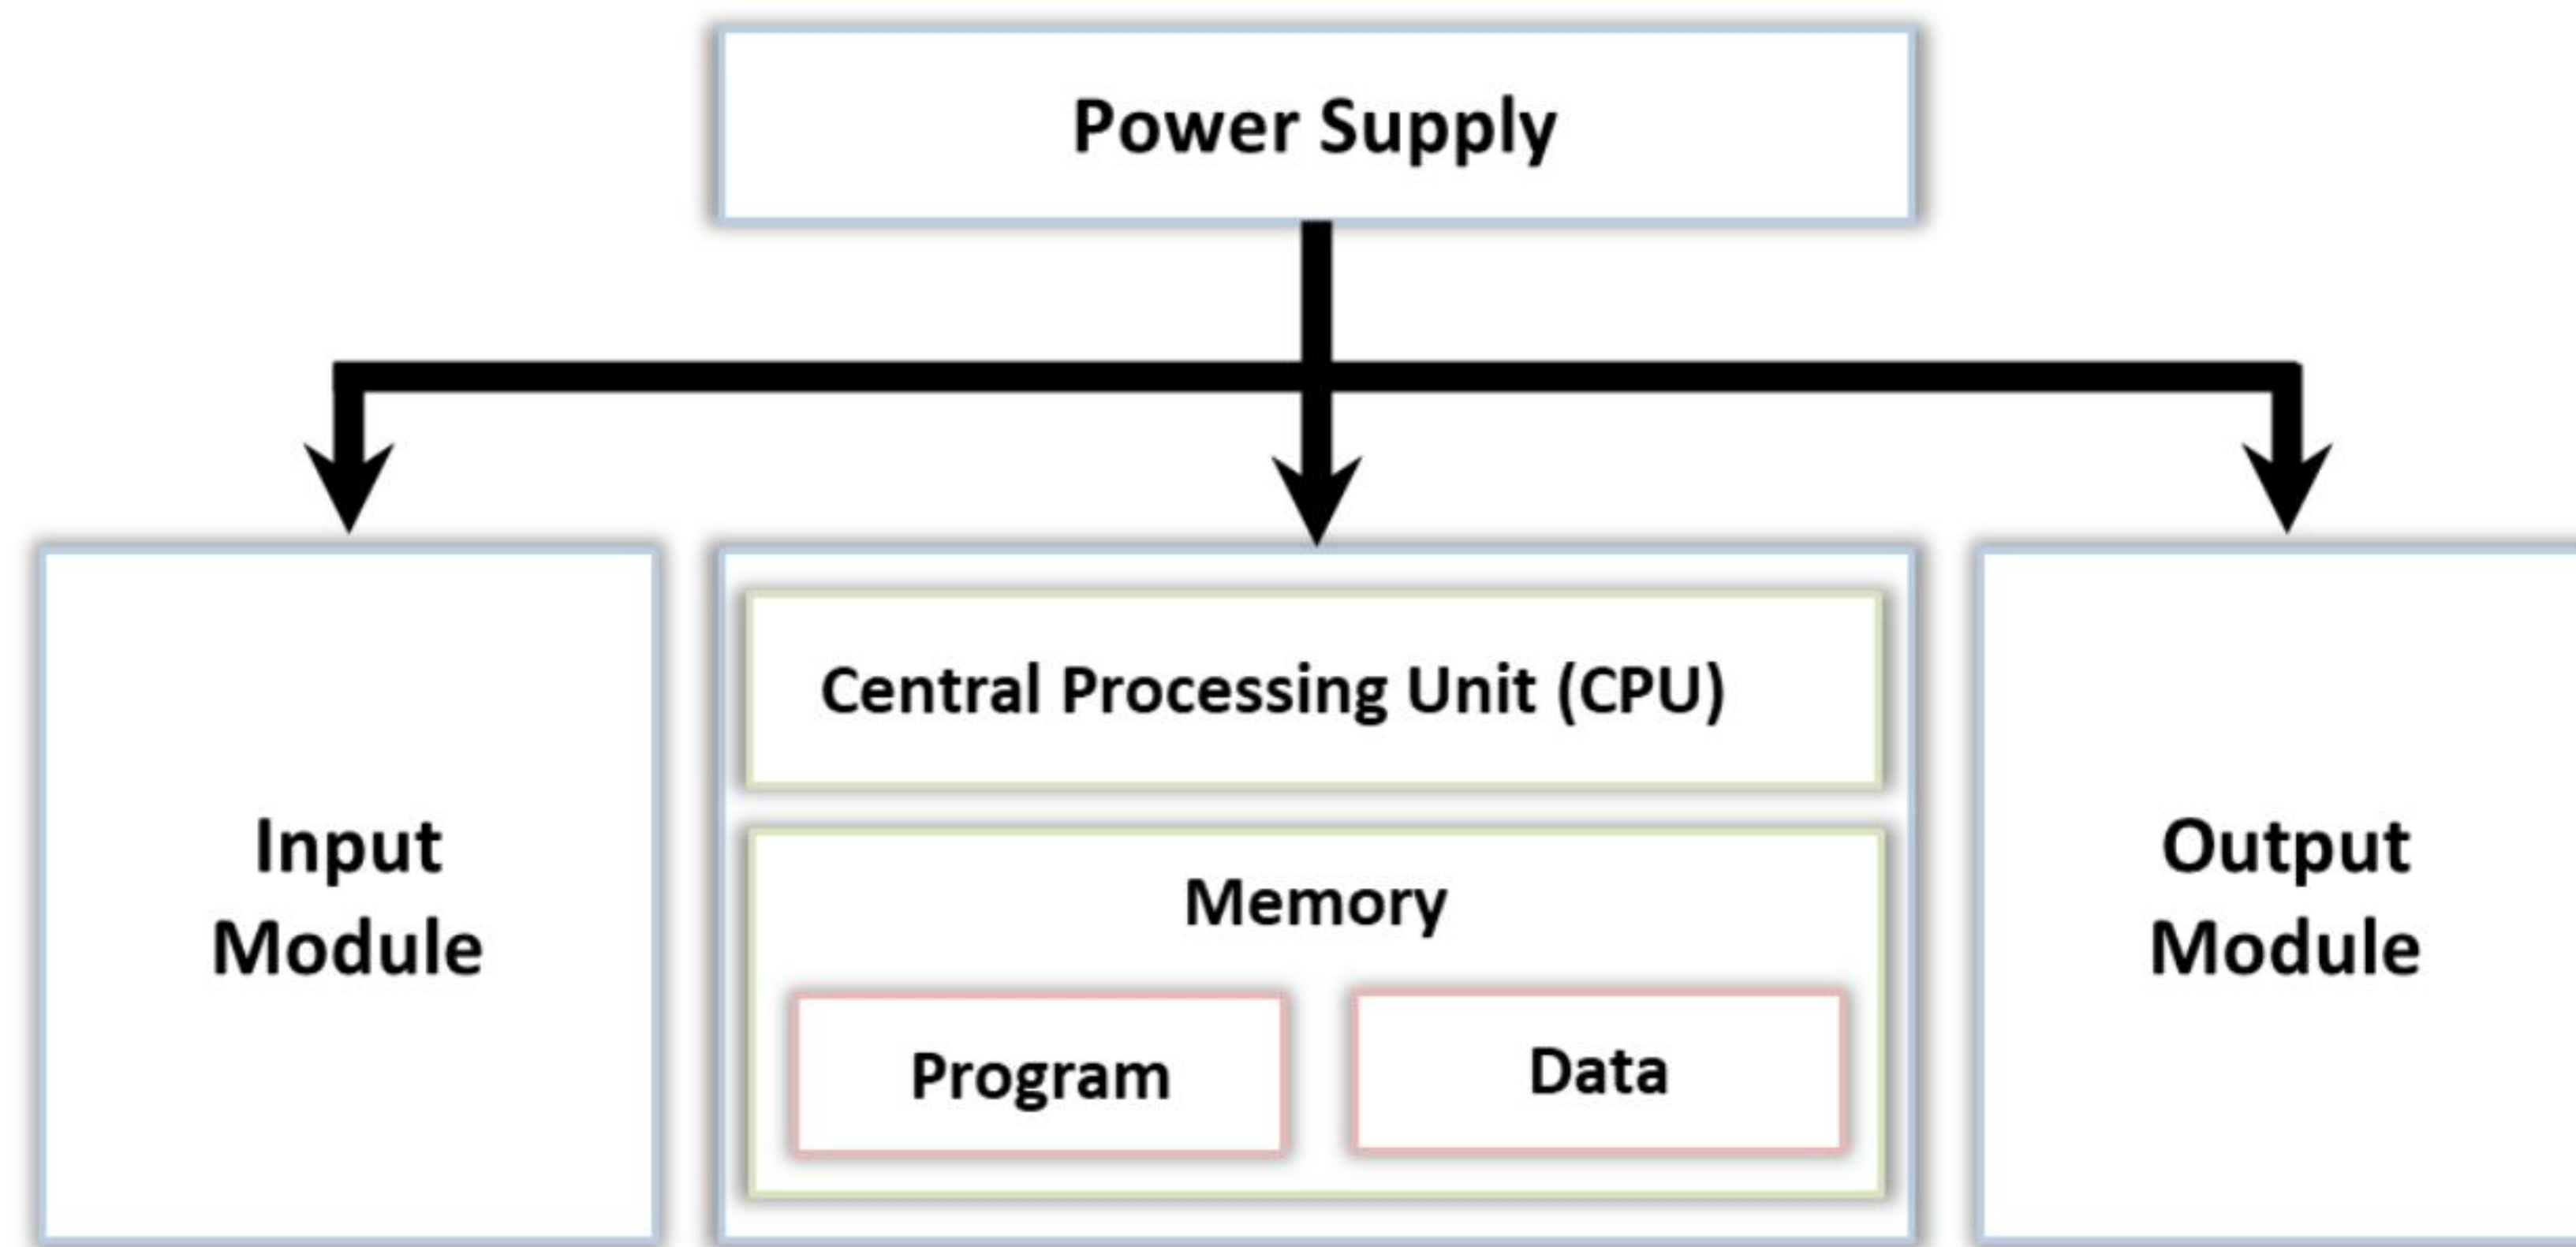 Power Supply
Central Processing Unit (CPU)
Input
Module
Memory
Program
Data
Output
Module